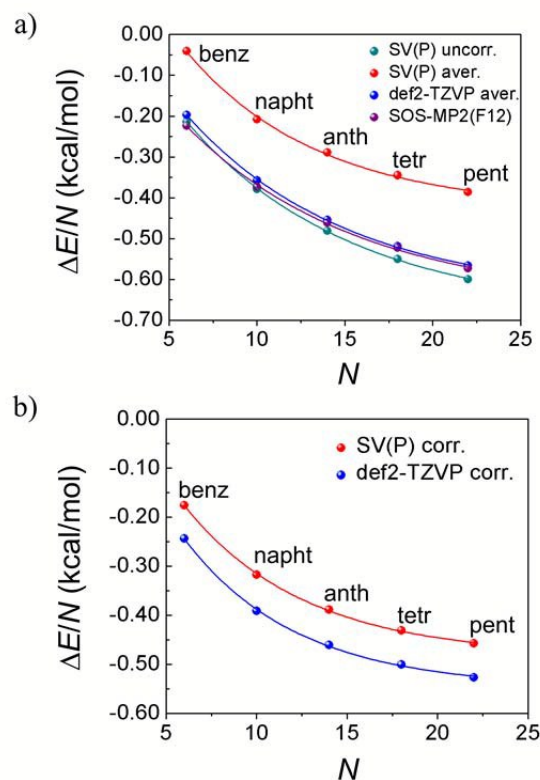 a)
0.00
-0.10
-0.20
-0.30
-0.40
-0.50
-0.60
-0.70
ΔE/N (kcal/mol)
benz
napht
anth
tetr
pent
SV(P) uncorr.
SV(P) aver.
def2-TZVP aver.
SOS-MP2(F12)
5 10 15 20 25
N
b)
0.00
-0.10
-0.20
-0.30
-0.40
-0.50
-0.60
ΔE/N (kcal/mol)
SV(P) corr.
def2-TZVP corr.
benz
napht
anth
tetr
pent
5 10 15 20 25
N